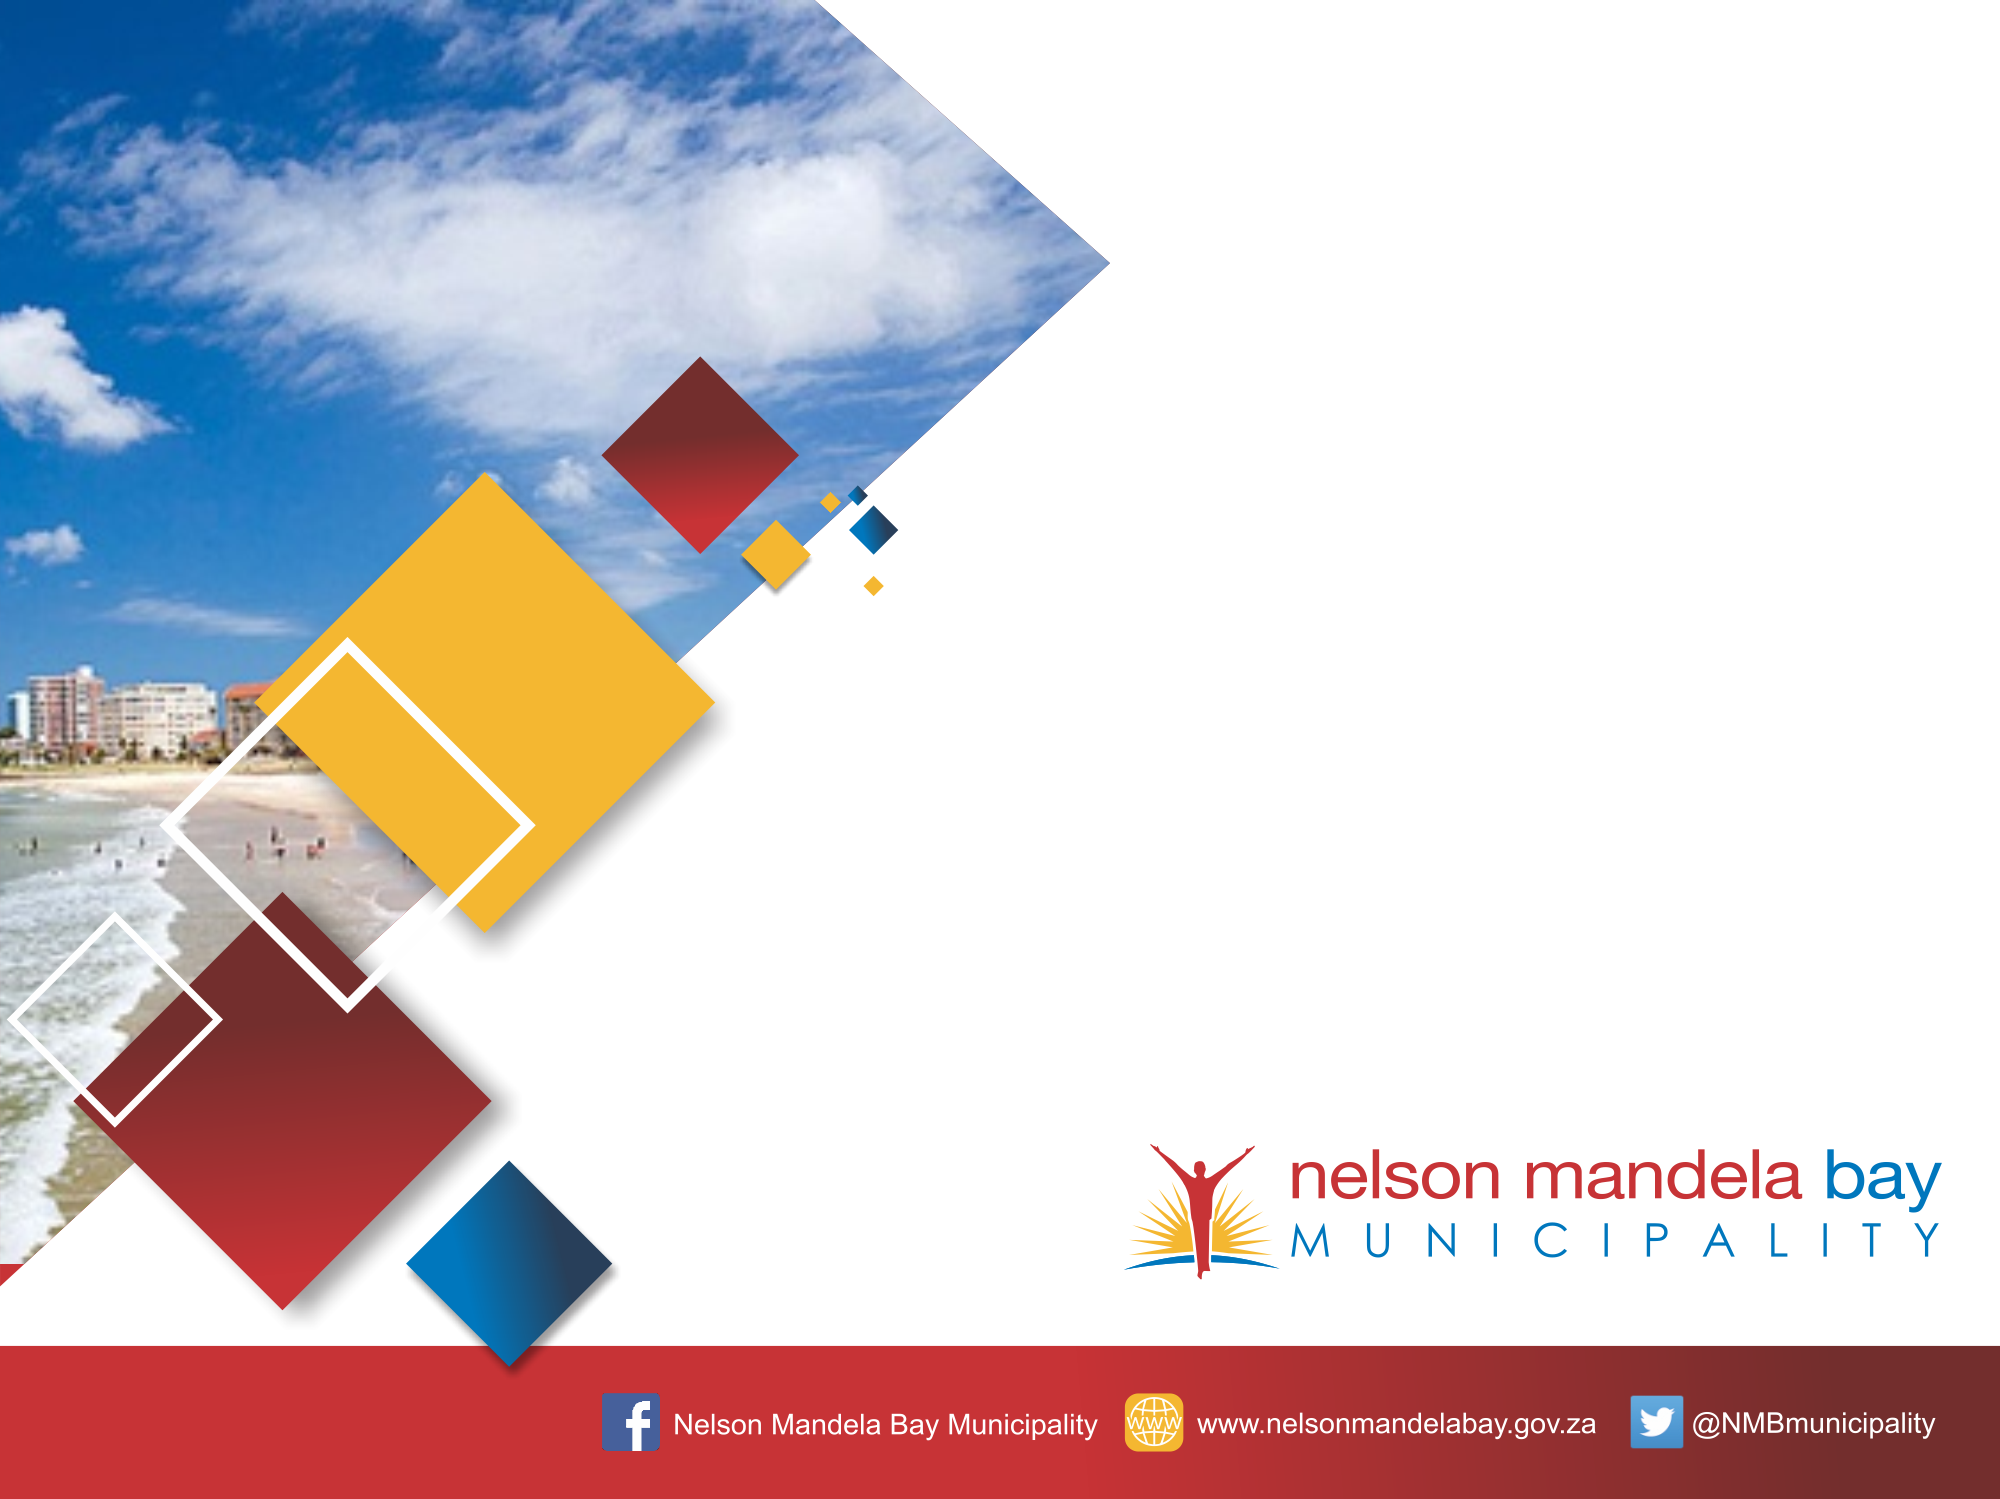 nelson mandela bay
MUNICIPALITY
Nelson Mandela Bay Municipality
www
www.nelsonmandelabay.gov.za
@NMBmunicipality